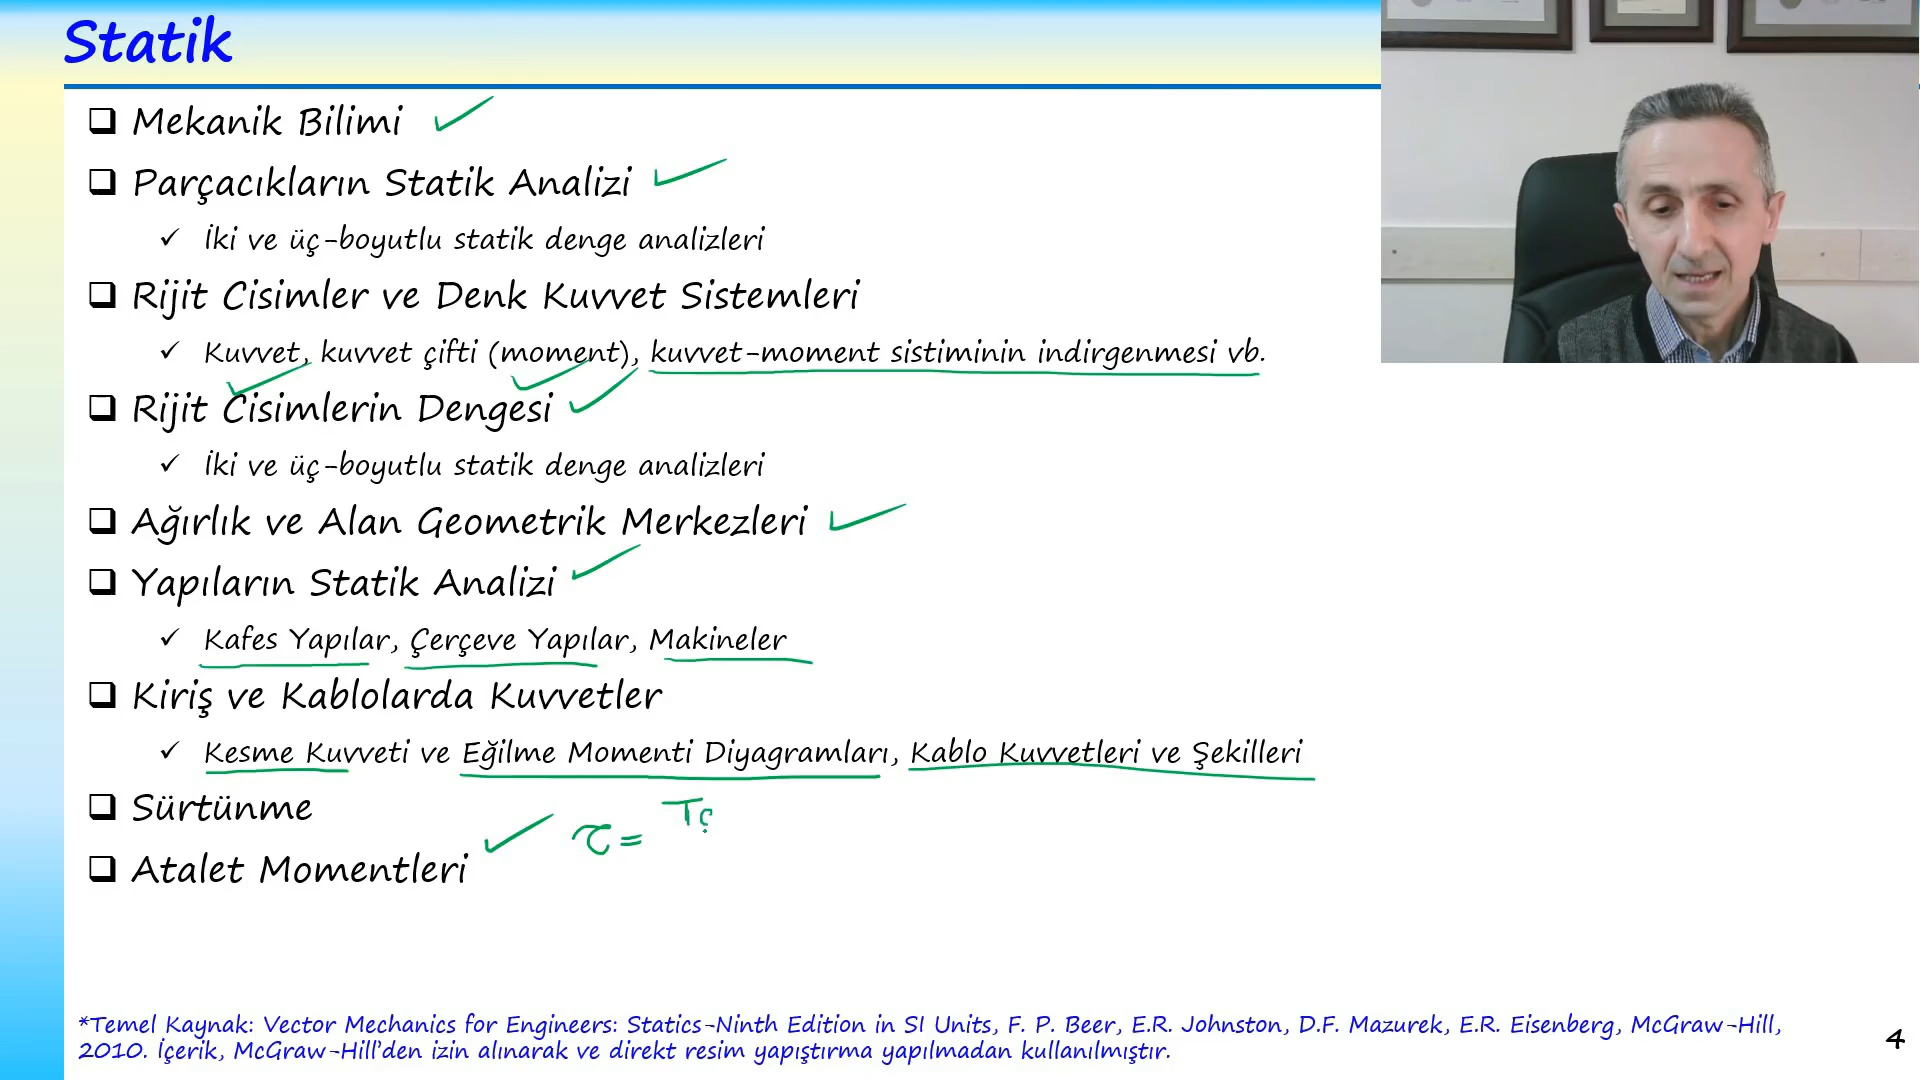 Statik
Mekanik Bilimi
Parçacıkların Statik Analizi
İki ve üç-boyutlu statik denge analizleri
Rijit Cisimler ve Denk Kuvvet Sistemleri
Kuvvet, kuvvet çifti (moment), kuvvet-moment sistiminin indirgenmesi vb.
Rijit Cisimlerin Dengesi
İki ve üç-boyutlu statik denge analizleri
Ağırlık ve Alan Geometrik Merkezleri
Yapıların Statik Analizi
Kafes Yapılar, Çerçeve Yapılar, Makineler
Kiriş ve Kablolarda Kuvvetler
Kesme Kuvveti ve Eğilme Momenti Diyagramları, Kablo Kuvvetleri ve Şekilleri
Sürtünme
τ = Tç
Atalet Momentleri
*Temel Kaynak: Vector Mechanics for Engineers: Statics-Ninth Edition in SI Units, F. P. Beer, E.R. Johnston, D.F. Mazurek, E.R. Eisenberg, McGraw-Hill,
2010. İçerik, McGraw-Hill'den izin alınarak ve direkt resim yapıştırma yapılmadan kullanılmıştır.
4